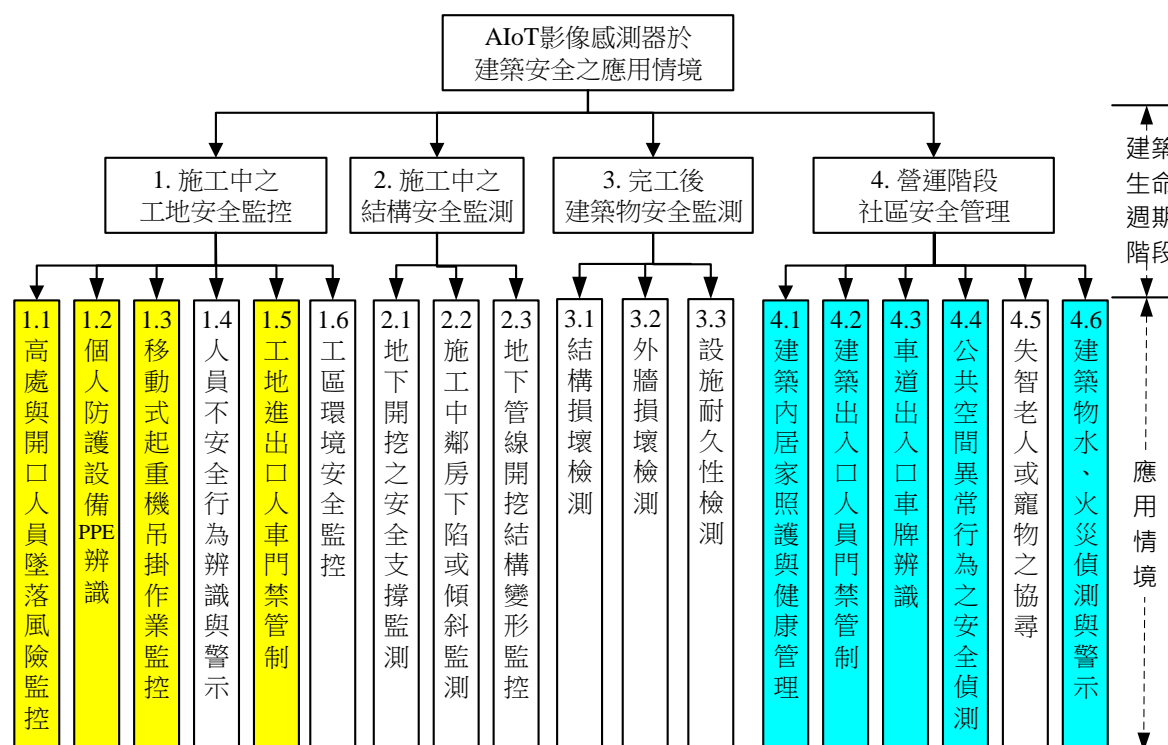 AIoT影像感測器於
建築安全之應用情境
1. 施工中之
工地安全監控
2. 施工中之
結構安全監測
3. 完工後
建築物安全監測
4. 營運階段
社區安全管理
建築
生命
週期
階段
1.1高處與開口人員墜落風險監控
1.2個人防護設備PPE辨識
1.3移動式起重機吊掛作業監控
1.4人員不安全行為辨識與警示
1.5工地進出口人車門禁管制
1.6工區環境安全監控
2.1地下開挖之安全支撐監測
2.2施工中鄰房下陷或傾斜監測
2.3地下管線開挖結構變形監控
3.1結構損壞檢測
3.2外牆損壞檢測
3.3設施耐久性檢測
4.1建築內居家照護與健康管理
4.2建築出入口人員門禁管制
4.3車道出入口車牌辨識
4.4公共空間異常行為之安全偵測
4.5失智老人或寵物之協尋
4.6建築物水、火災偵測與警示
應用情境